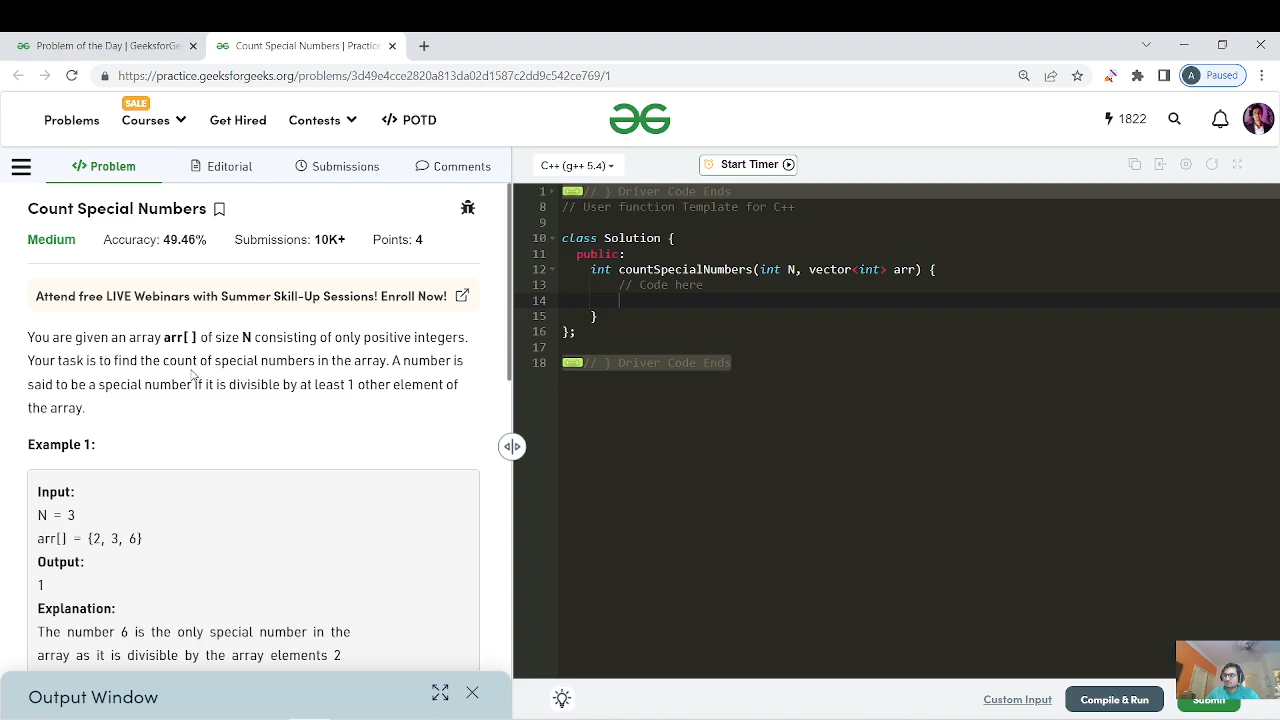 Problem of the Day | GeeksforGe
Count Special Numbers | Practice
https://practice.geeksforgeeks.org/problems/3d49e4cce2820a813da02d1587c2dd9c542ce769/1
A Paused
SALE
Problems Courses Get Hired Contests </> POTD
1822
</> Problem Editorial Submissions Comments
C++ (g++ 5.4) Start Timer
Count Special Numbers
Medium Accuracy: 49.46% Submissions: 10K+ Points: 4
Attend free LIVE Webinars with Summer Skill-Up Sessions! Enroll Now!
You are given an array arr[ ] of size N consisting of only positive integers.
Your task is to find the count of special numbers in the array. A number is
said to be a special number if it is divisible by at least 1 other element of
the array.
Example 1:
Input:
N = 3
arr[] = {2, 3, 6}
Output:
1
Explanation:
The number 6 is the only special number in the
array as it is divisible by the array elements 2
Output Window
1 // } Driver Code Ends
8 // User function Template for C++
9
10 class Solution {
11 public:
12 int countSpecialNumbers(int N, vector<int> arr) {
13 // Code here
14
15 }
16 };
17
18 // } Driver Code Ends
Custom Input Compile & Run Submit